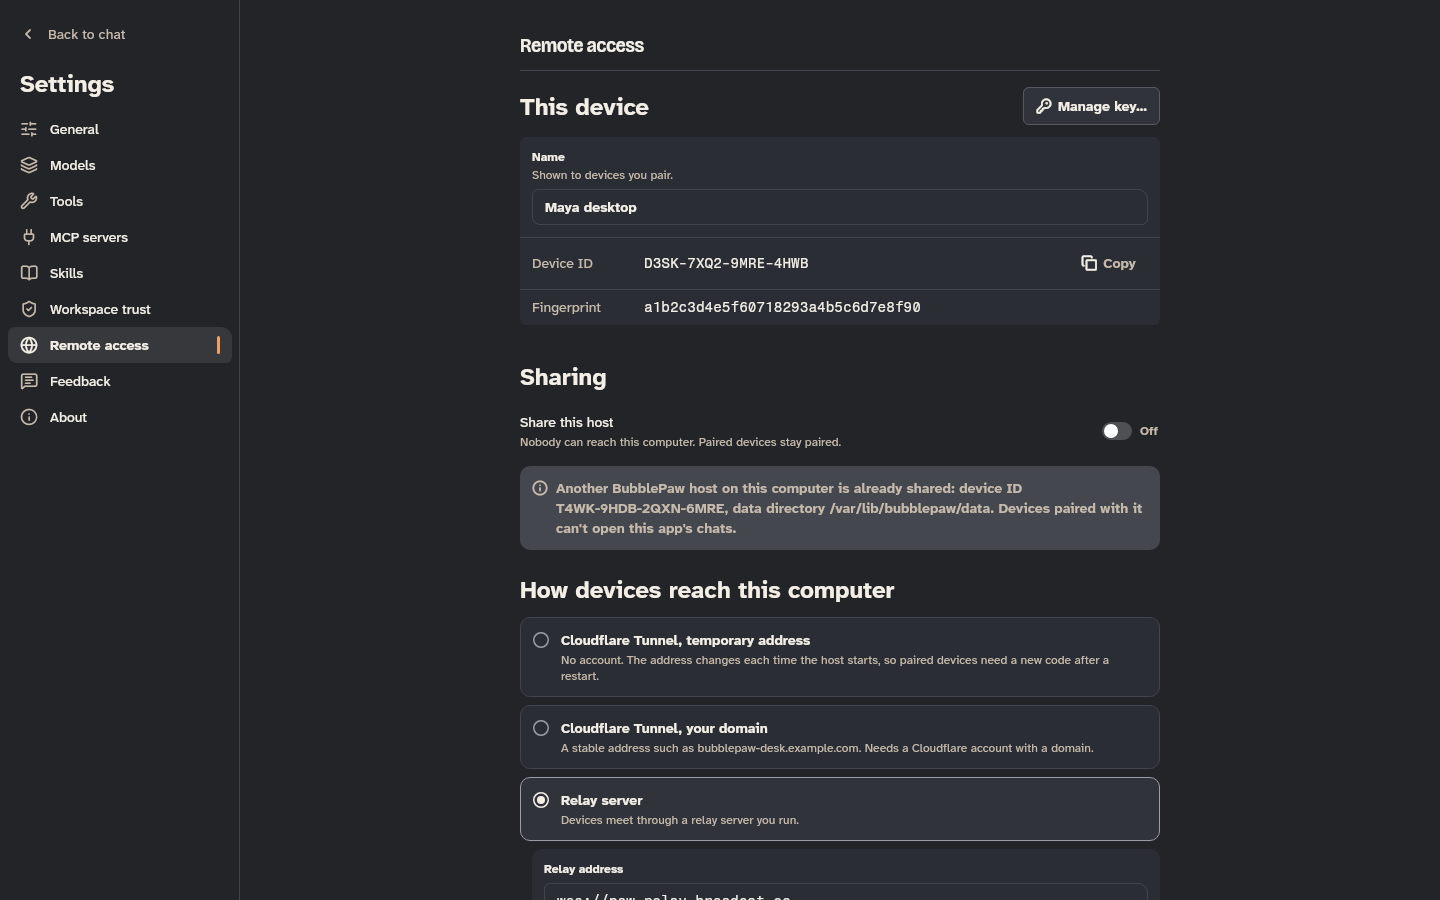 Back to chat
Settings
General
Models
Tools
MCP servers
Skills
Workspace trust
Remote access
Feedback
About
Remote access
This device
Manage key...
Name
Shown to devices you pair.
Maya desktop
Device ID
D3SK-7XQ2-9MRE-4HWB
Copy
Fingerprint
a1b2c3d4e5f60718293a4b5c6d7e8f90
Sharing
Share this host
Nobody can reach this computer. Paired devices stay paired.
Off
Another BubblePaw host on this computer is already shared: device ID
T4WK-9HDB-2QXN-6MRE, data directory /var/lib/bubblepaw/data. Devices paired with it
can't open this app's chats.
How devices reach this computer
Cloudflare Tunnel, temporary address
No account. The address changes each time the host starts, so paired devices need a new code after a
restart.
Cloudflare Tunnel, your domain
A stable address such as bubblepaw-desk.example.com. Needs a Cloudflare account with a domain.
Relay server
Devices meet through a relay server you run.
Relay address